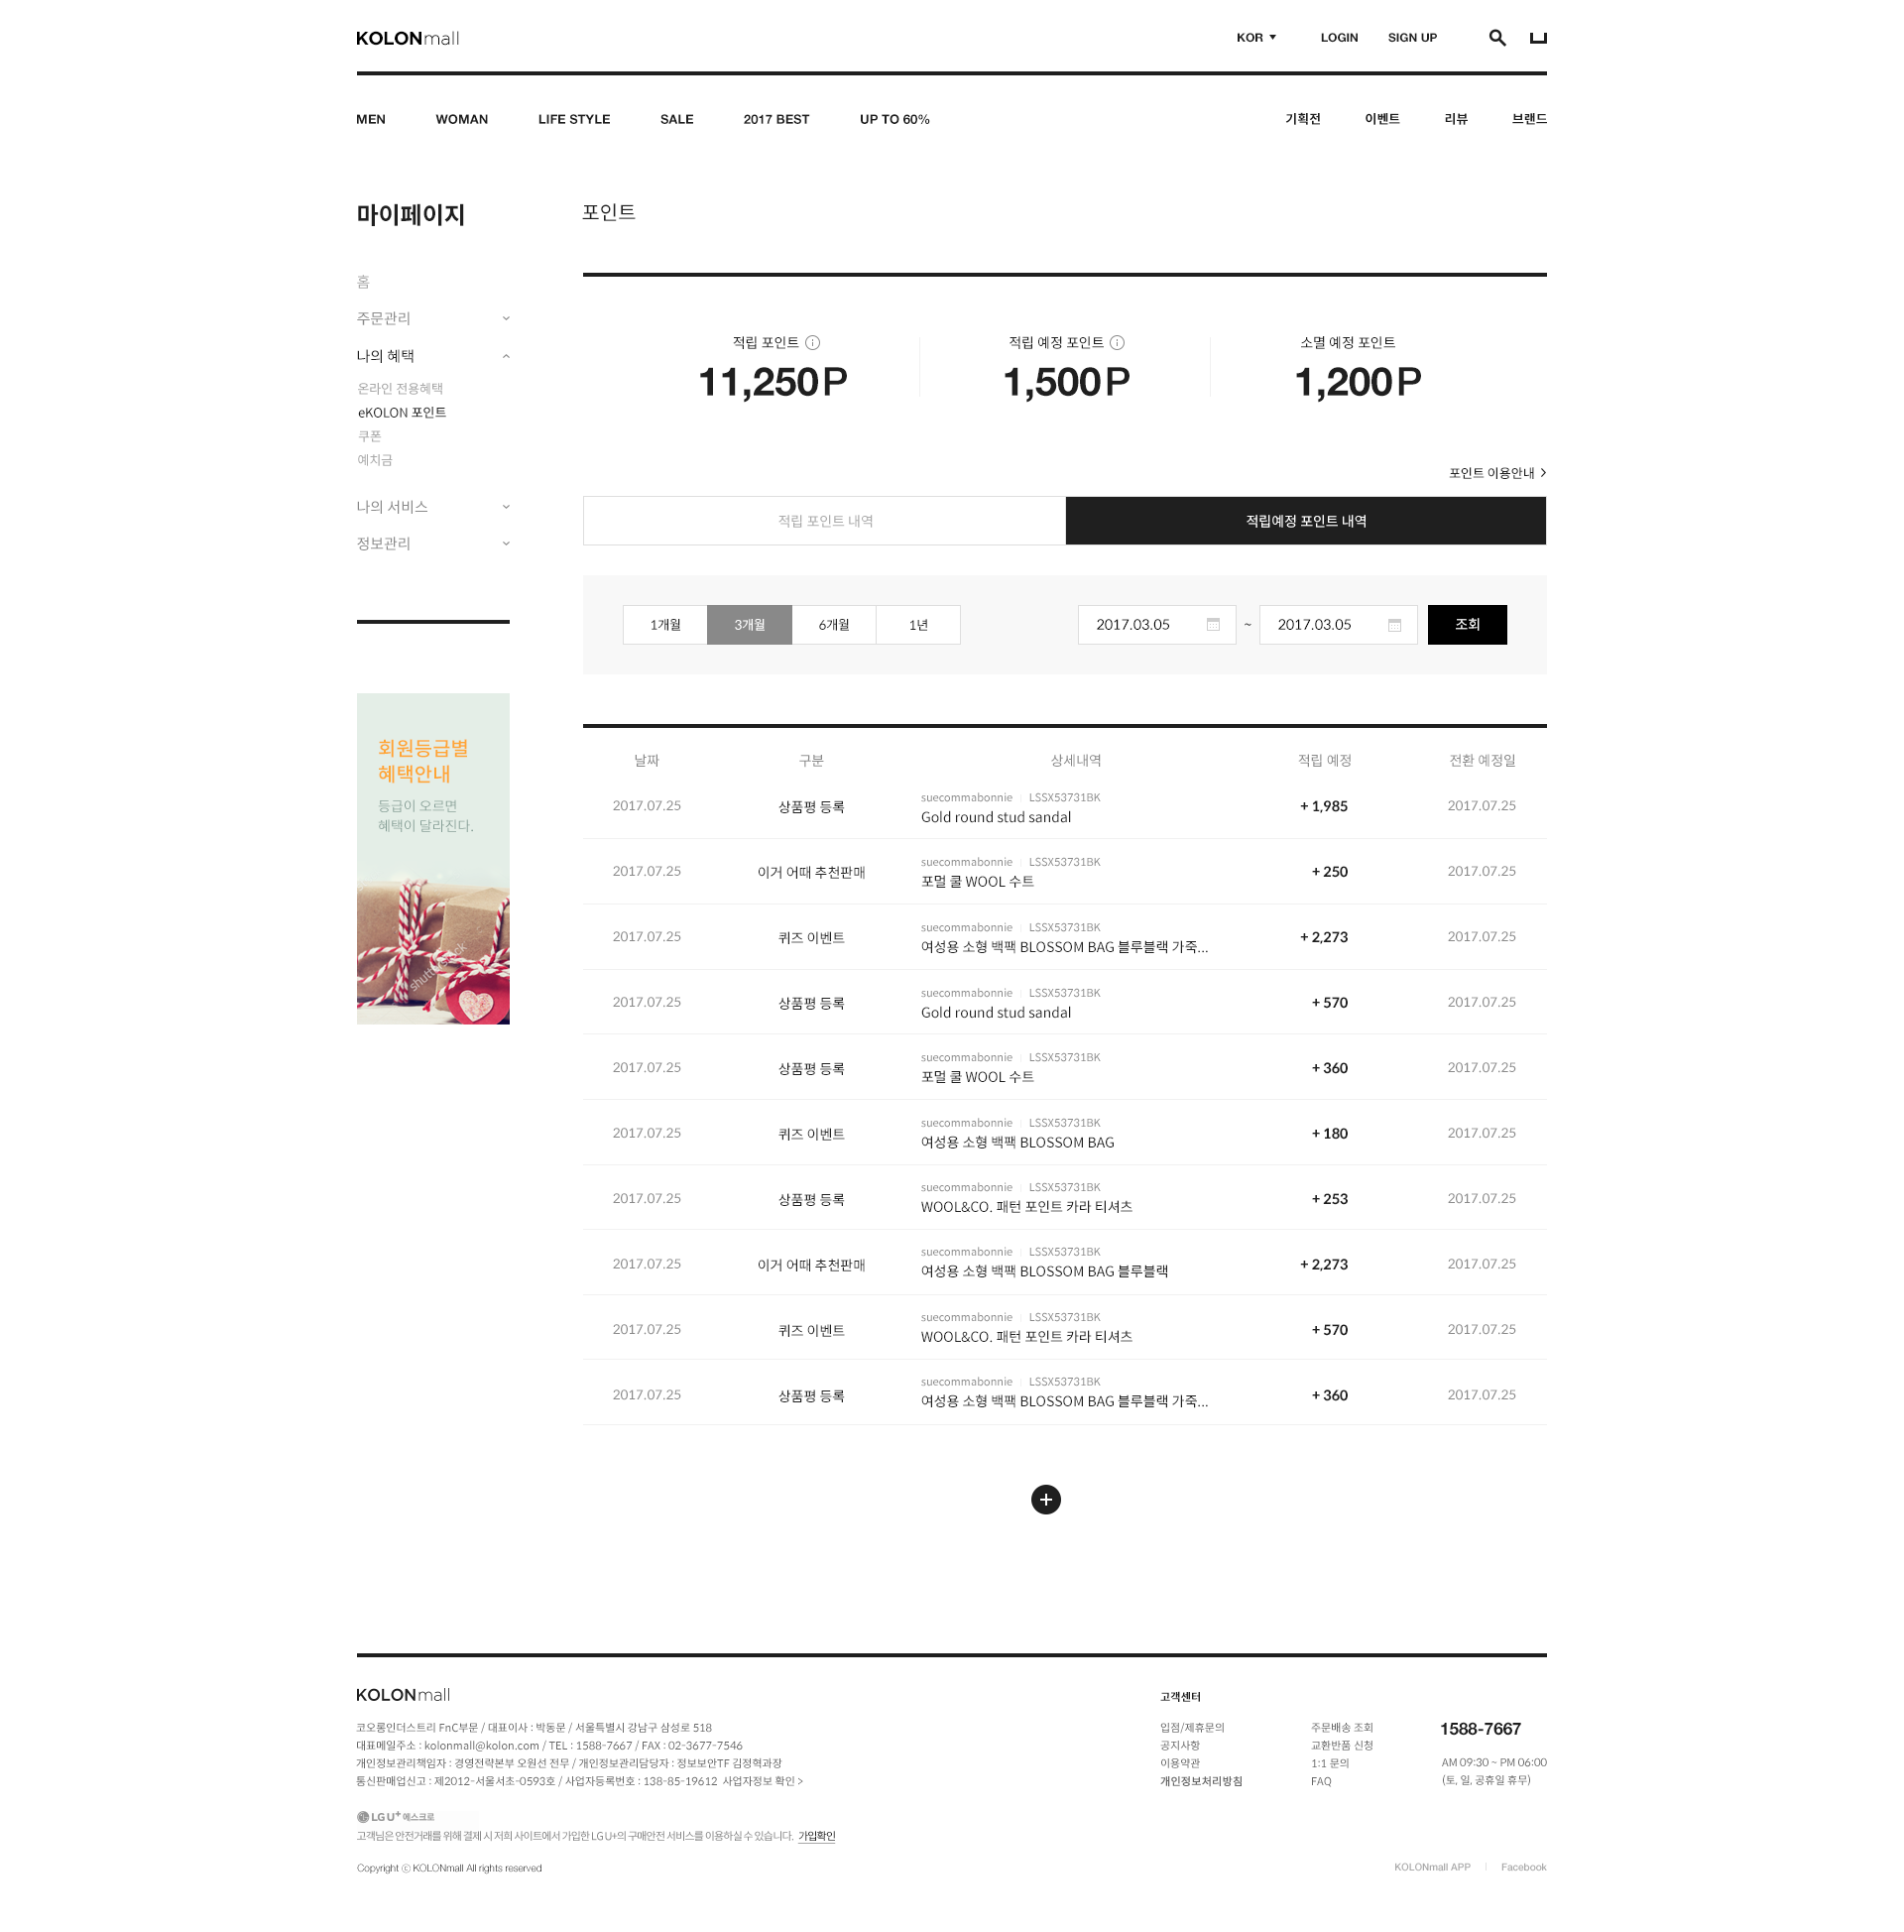 KOLONmall
KOR LOGIN SIGN UP
MEN WOMAN LIFE STYLE SALE 2017 BEST UP TO 60% 기획전 이벤트 리뷰 브랜드
마이페이지
홈
주문관리
나의 혜택
온라인 전용혜택
eKOLON 포인트
쿠폰
예치금
나의 서비스
정보관리
회원등급별
혜택안내
등급이 오르면
혜택이 달라진다.
shutterstock
포인트
적립 포인트 적립 예정 포인트 소멸 예정 포인트
11,250P 1,500P 1,200P
포인트 이용안내 >
적립 포인트 내역 적립예정 포인트 내역
1개월 3개월 6개월 1년 2017.03.05 ~ 2017.03.05 조회
날짜 구분 상세내역 적립 예정 전환 예정일
suecommabonnie LSSX53731BK
2017.07.25 상품평 등록 Gold round stud sandal + 1,985 2017.07.25
suecommabonnie LSSX53731BK
2017.07.25 이거 어때 추천판매 포멀 쿨 WOOL 수트 + 250 2017.07.25
suecommabonnie LSSX53731BK
2017.07.25 퀴즈 이벤트 여성용 소형 백팩 BLOSSOM BAG 블루블랙 가죽... + 2,273 2017.07.25
suecommabonnie LSSX53731BK
2017.07.25 상품평 등록 Gold round stud sandal + 570 2017.07.25
suecommabonnie LSSX53731BK
2017.07.25 상품평 등록 포멀 쿨 WOOL 수트 + 360 2017.07.25
suecommabonnie LSSX53731BK
2017.07.25 퀴즈 이벤트 여성용 소형 백팩 BLOSSOM BAG + 180 2017.07.25
suecommabonnie LSSX53731BK
2017.07.25 상품평 등록 WOOL&CO. 패턴 포인트 카라 티셔츠 + 253 2017.07.25
suecommabonnie LSSX53731BK
2017.07.25 이거 어때 추천판매 여성용 소형 백팩 BLOSSOM BAG 블루블랙 + 2,273 2017.07.25
suecommabonnie LSSX53731BK
2017.07.25 퀴즈 이벤트 WOOL&CO. 패턴 포인트 카라 티셔츠 + 570 2017.07.25
suecommabonnie LSSX53731BK
2017.07.25 상품평 등록 여성용 소형 백팩 BLOSSOM BAG 블루블랙 가죽... + 360 2017.07.25
KOLONmall
코오롱인더스트리 FnC부문 / 대표이사 : 박동문 / 서울특별시 강남구 삼성로 518
대표메일주소 : kolonmall@kolon.com / TEL : 1588-7667 / FAX : 02-3677-7546
개인정보관리책임자 : 경영전략본부 오원선 전무 / 개인정보관리담당자 : 정보보안TF 김정혁과장
통신판매업신고 : 제2012-서울서초-0593호 / 사업자등록번호 : 138-85-19612 사업자정보 확인 >
LG U+ 에스크로
고객님은 안전거래를 위해 결제 시 저희 사이트에서 가입한 LG U+의 구매안전 서비스를 이용하실 수 있습니다. 가입확인
Copyright ⓒ KOLONmall All rights reserved
고객센터
입점/제휴문의
공지사항
이용약관
개인정보처리방침
주문배송 조회
교환반품 신청
1:1 문의
FAQ
1588-7667
AM 09:30 ~ PM 06:00
(토, 일, 공휴일 휴무)
KOLONmall APP Facebook